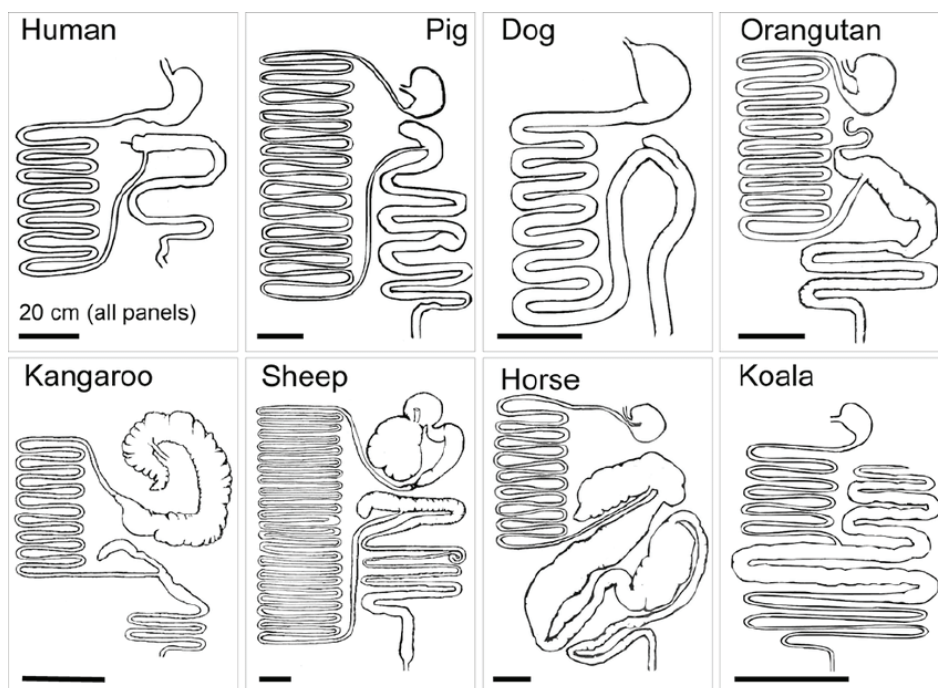 Human
Pig
Dog
Orangutan
20 cm (all panels)
Kangaroo
Sheep
Horse
Koala